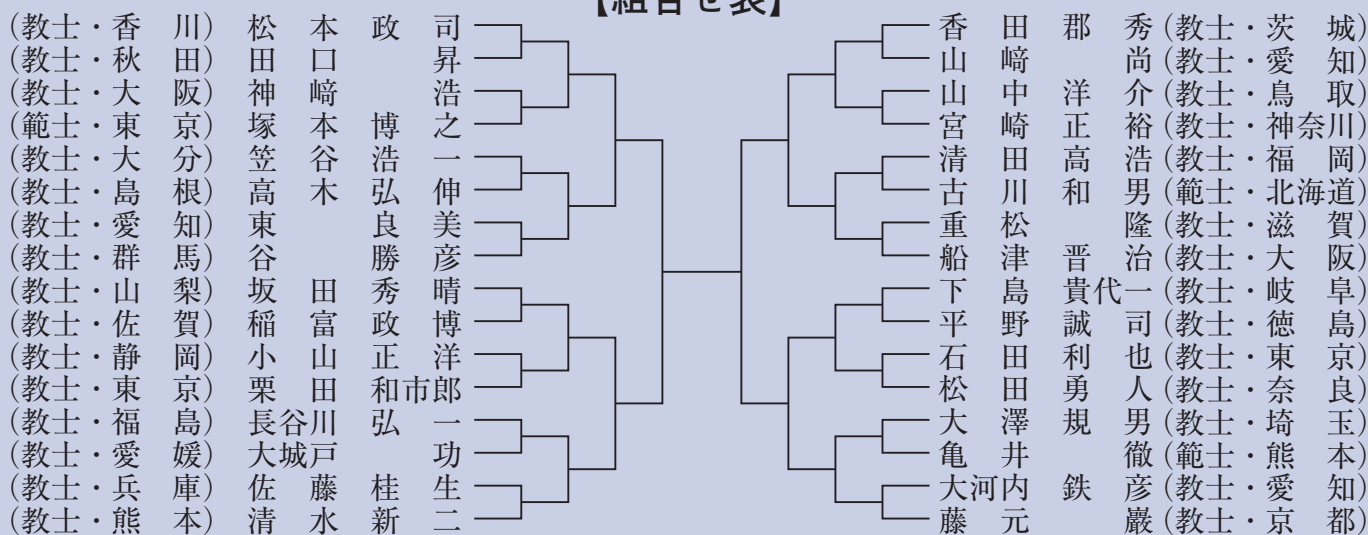 【組合せ表】
(教士・香川) 松本政司
(教士・秋田) 田口昇
(教士・大阪) 神﨑浩
(範士・東京) 塚本博之
(教士・大分) 笠谷浩一
(教士・島根) 高木弘伸
(教士・愛知) 東良美
(教士・群馬) 谷勝彦
(教士・山梨) 坂田秀晴
(教士・佐賀) 稲富政博
(教士・静岡) 小山正洋
(教士・東京) 栗田和市郎
(教士・福島) 長谷川弘一
(教士・愛媛) 大城戸功
(教士・兵庫) 佐藤桂生
(教士・熊本) 清水新二
香田郡秀 (教士・茨城)
山﨑尚 (教士・愛知)
山中洋介 (教士・鳥取)
宮崎正裕 (教士・神奈川)
清田高浩 (教士・福岡)
古川和男 (範士・北海道)
重松隆 (教士・滋賀)
船津晋治 (教士・大阪)
下島貴代一 (教士・岐阜)
平野誠司 (教士・徳島)
石田利也 (教士・東京)
松田勇人 (教士・奈良)
大澤規男 (教士・埼玉)
亀井徹 (範士・熊本)
大河内鉄彦 (教士・愛知)
藤元巖 (教士・京都)